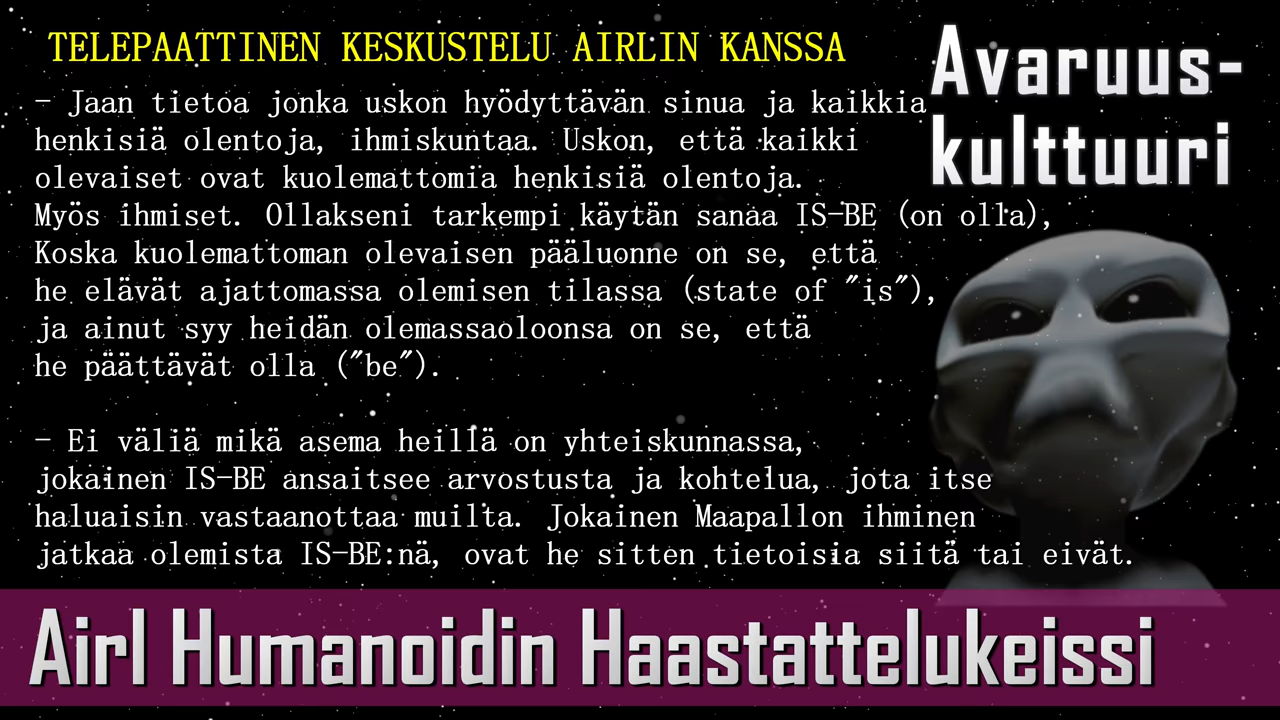 TELEPAATTINEN KESKUSTELU AIRLIN KANSSA
Avaruus-
kulttuuri
– Jaan tietoa jonka uskon hyödyttävän sinua ja kaikkia
henkisiä olentoja, ihmiskuntaa. Uskon, että kaikki
olevaiset ovat kuolemattomia henkisiä olentoja.
Myös ihmiset. Ollakseni tarkempi käytän sanaa IS-BE (on olla),
Koska kuolemattoman olevaisen pääluonne on se, että
he elävät ajattomassa olemisen tilassa (state of "is"),
ja ainut syy heidän olemassaoloonsa on se, että
he päättävät olla ("be").
– Ei väliä mikä asema heillä on yhteiskunnassa,
jokainen IS-BE ansaitsee arvostusta ja kohtelua, jota itse
haluaisin vastaanottaa muilta. Jokainen Maapallon ihminen
jatkaa olemista IS-BE:nä, ovat he sitten tietoisia siitä tai eivät.
Airl Humanoidin Haastattelukeissi